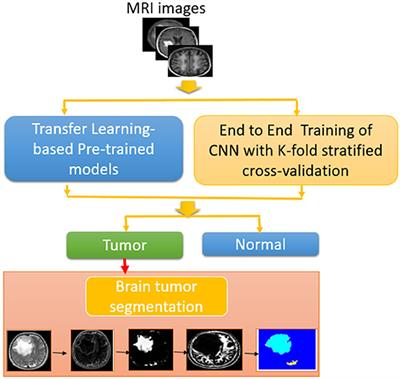 MRI images
Transfer Learning-
based Pre-trained
models
End to End Training of
CNN with K-fold stratified
cross-validation
Tumor
Normal
Brain tumor
segmentation